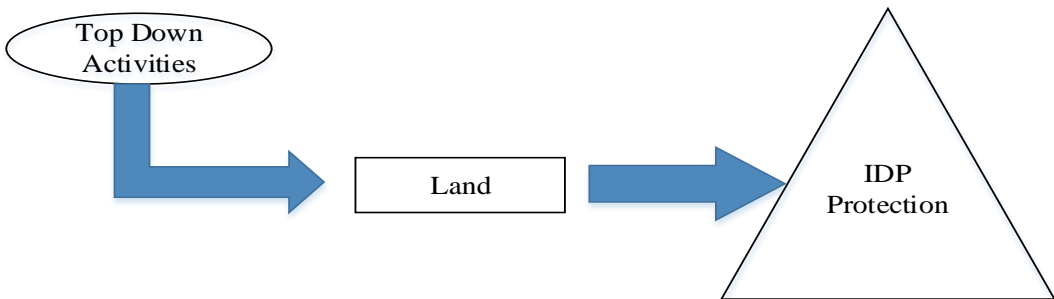 Top Down
Activities
Land
IDP
Protection